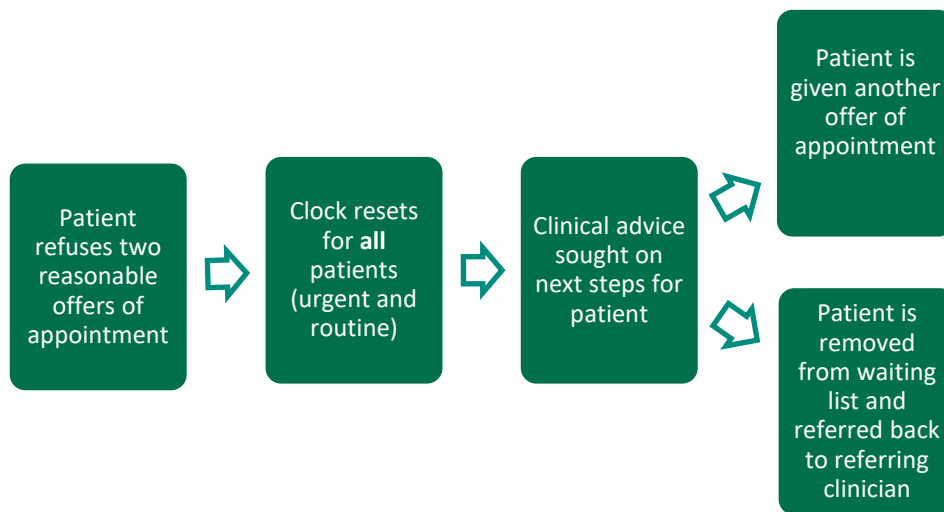 Patient
refuses two
reasonable
offers of
appointment
Clock resets
for all
patients
(urgent and
routine)
Clinical advice
sought on
next steps for
patient
Patient is
given another
offer of
appointment
Patient is
removed
from waiting
list and
referred back
to referring
clinician